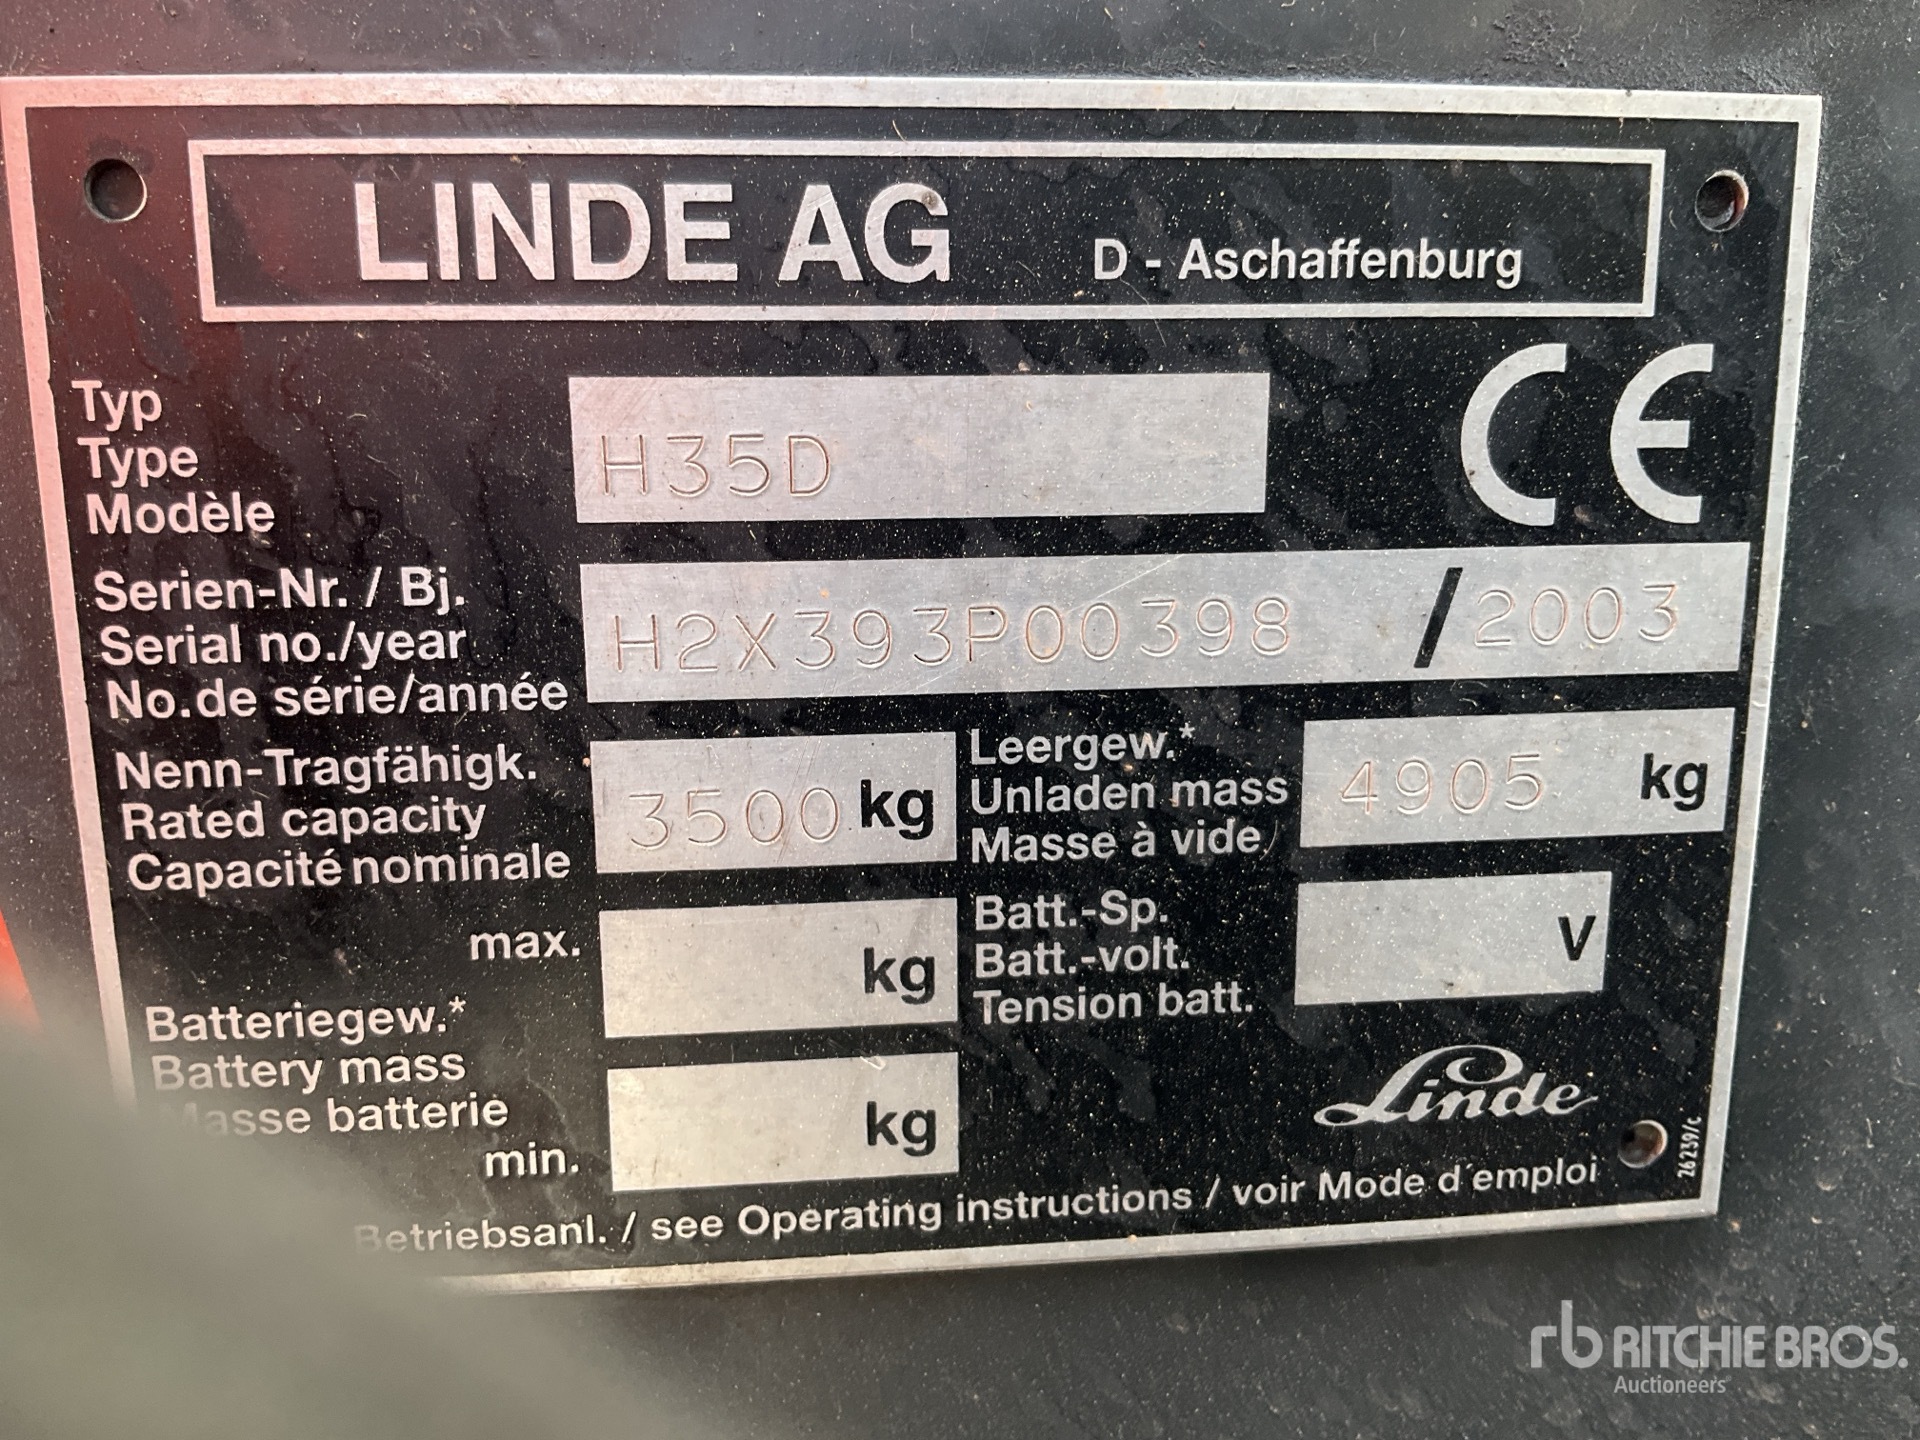 LINDE AG D - Aschaffenburg
Typ
Type
Modèle
H35D
CE
Serien-Nr. / Bj.
Serial no./year
No.de série/année
H2X393P00398 / 2003
Nenn-Tragfähigk.
Rated capacity
Capacité nominale
3500 kg
Leergew.*
Unladen mass
Masse à vide
4905 kg
max.
kg
Batt.-Sp.
Batt.-volt.
Tension batt.
V
Batteriegew.*
Battery mass
Masse batterie
min.
kg
Linde
26239/c
Betriebsanl. / see Operating instructions / voir Mode d'emploi
rb RITCHIE BROS.
Auctioneers